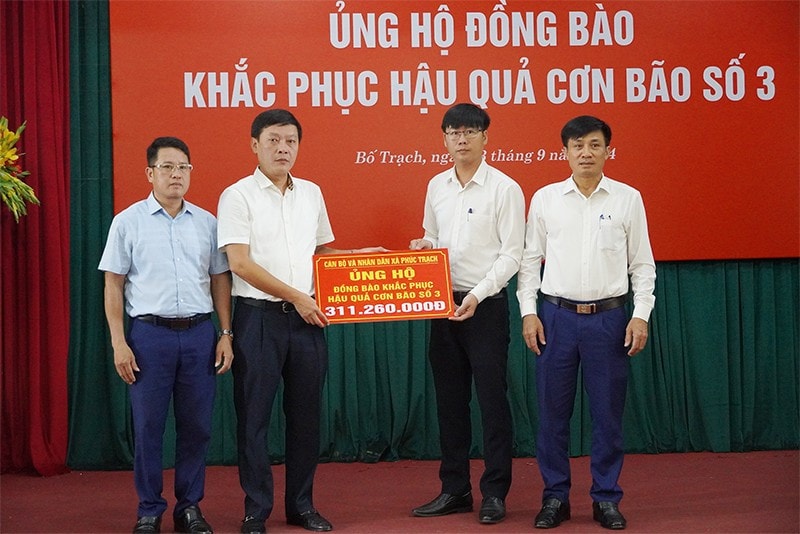 ỦNG HỘ ĐỒNG BÀO
KHẮC PHỤC HẬU QUẢ CƠN BÃO SỐ 3
Bố Trạch, tháng 9
CÁN BỘ VÀ NHÂN DÂN XÃ PHÚC TRẠCH
ỦNG HỘ
ĐỒNG BÀO KHẮC PHỤC
HẬU QUẢ CƠN BÃO SỐ 3
311.260.000Đ